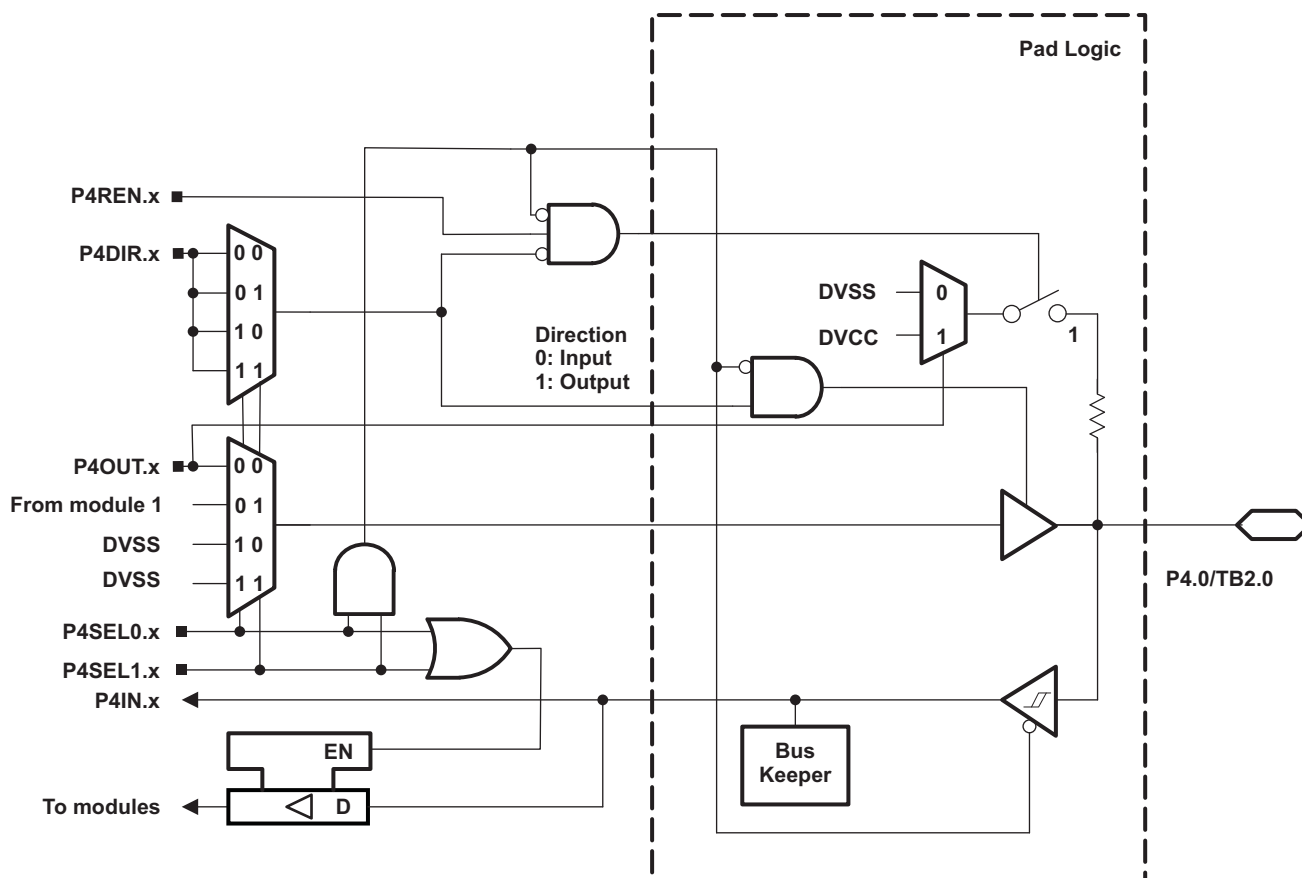 Pad Logic
P4REN.x
P4DIR.x
0 0
0 1
1 0
1 1
DVSS
0
DVCC
1
1
Direction
0: Input
1: Output
P4OUT.x
0 0
From module 1
0 1
DVSS
1 0
DVSS
1 1
P4.0/TB2.0
P4SEL0.x
P4SEL1.x
P4IN.x
EN
Bus
Keeper
To modules
D